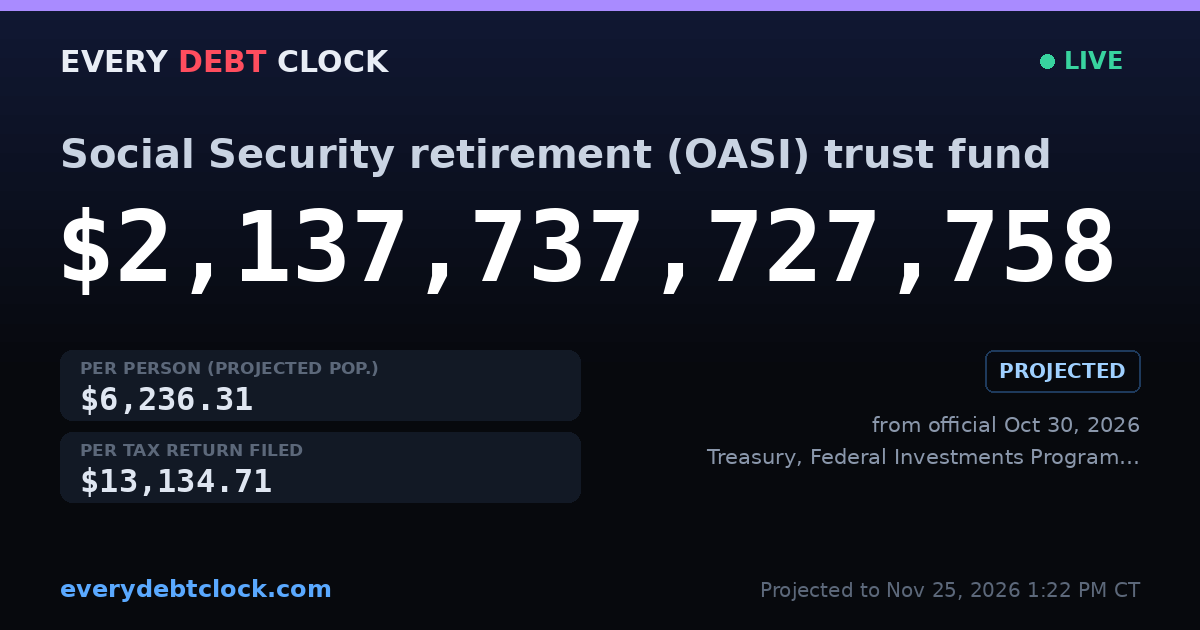 EVERY DEBT CLOCK
LIVE
Social Security retirement (OASI) trust fund
$2,137,737,727,758
PER PERSON (PROJECTED POP.)
$6,236.31
PER TAX RETURN FILED
$13,134.71
PROJECTED
from official Oct 30, 2026
Treasury, Federal Investments Program…
everydebtclock.com
Projected to Nov 25, 2026 1:22 PM CT